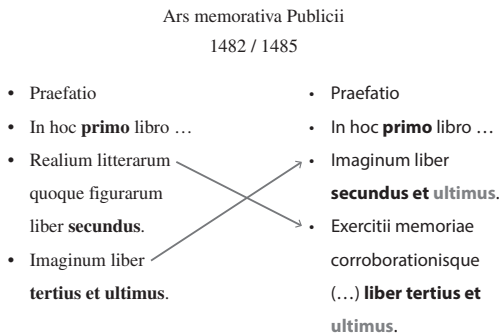 Ars memorativa Publicii
1482 / 1485
• Praefatio
• In hoc primo libro …
• Realium litterarum
quoque figurarum
liber secundus.
• Imaginum liber
tertius et ultimus.
• Praefatio
• In hoc primo libro …
• Imaginum liber
secundus et ultimus.
• Exercitii memoriae
corroborationisque
(…) liber tertius et
ultimus.